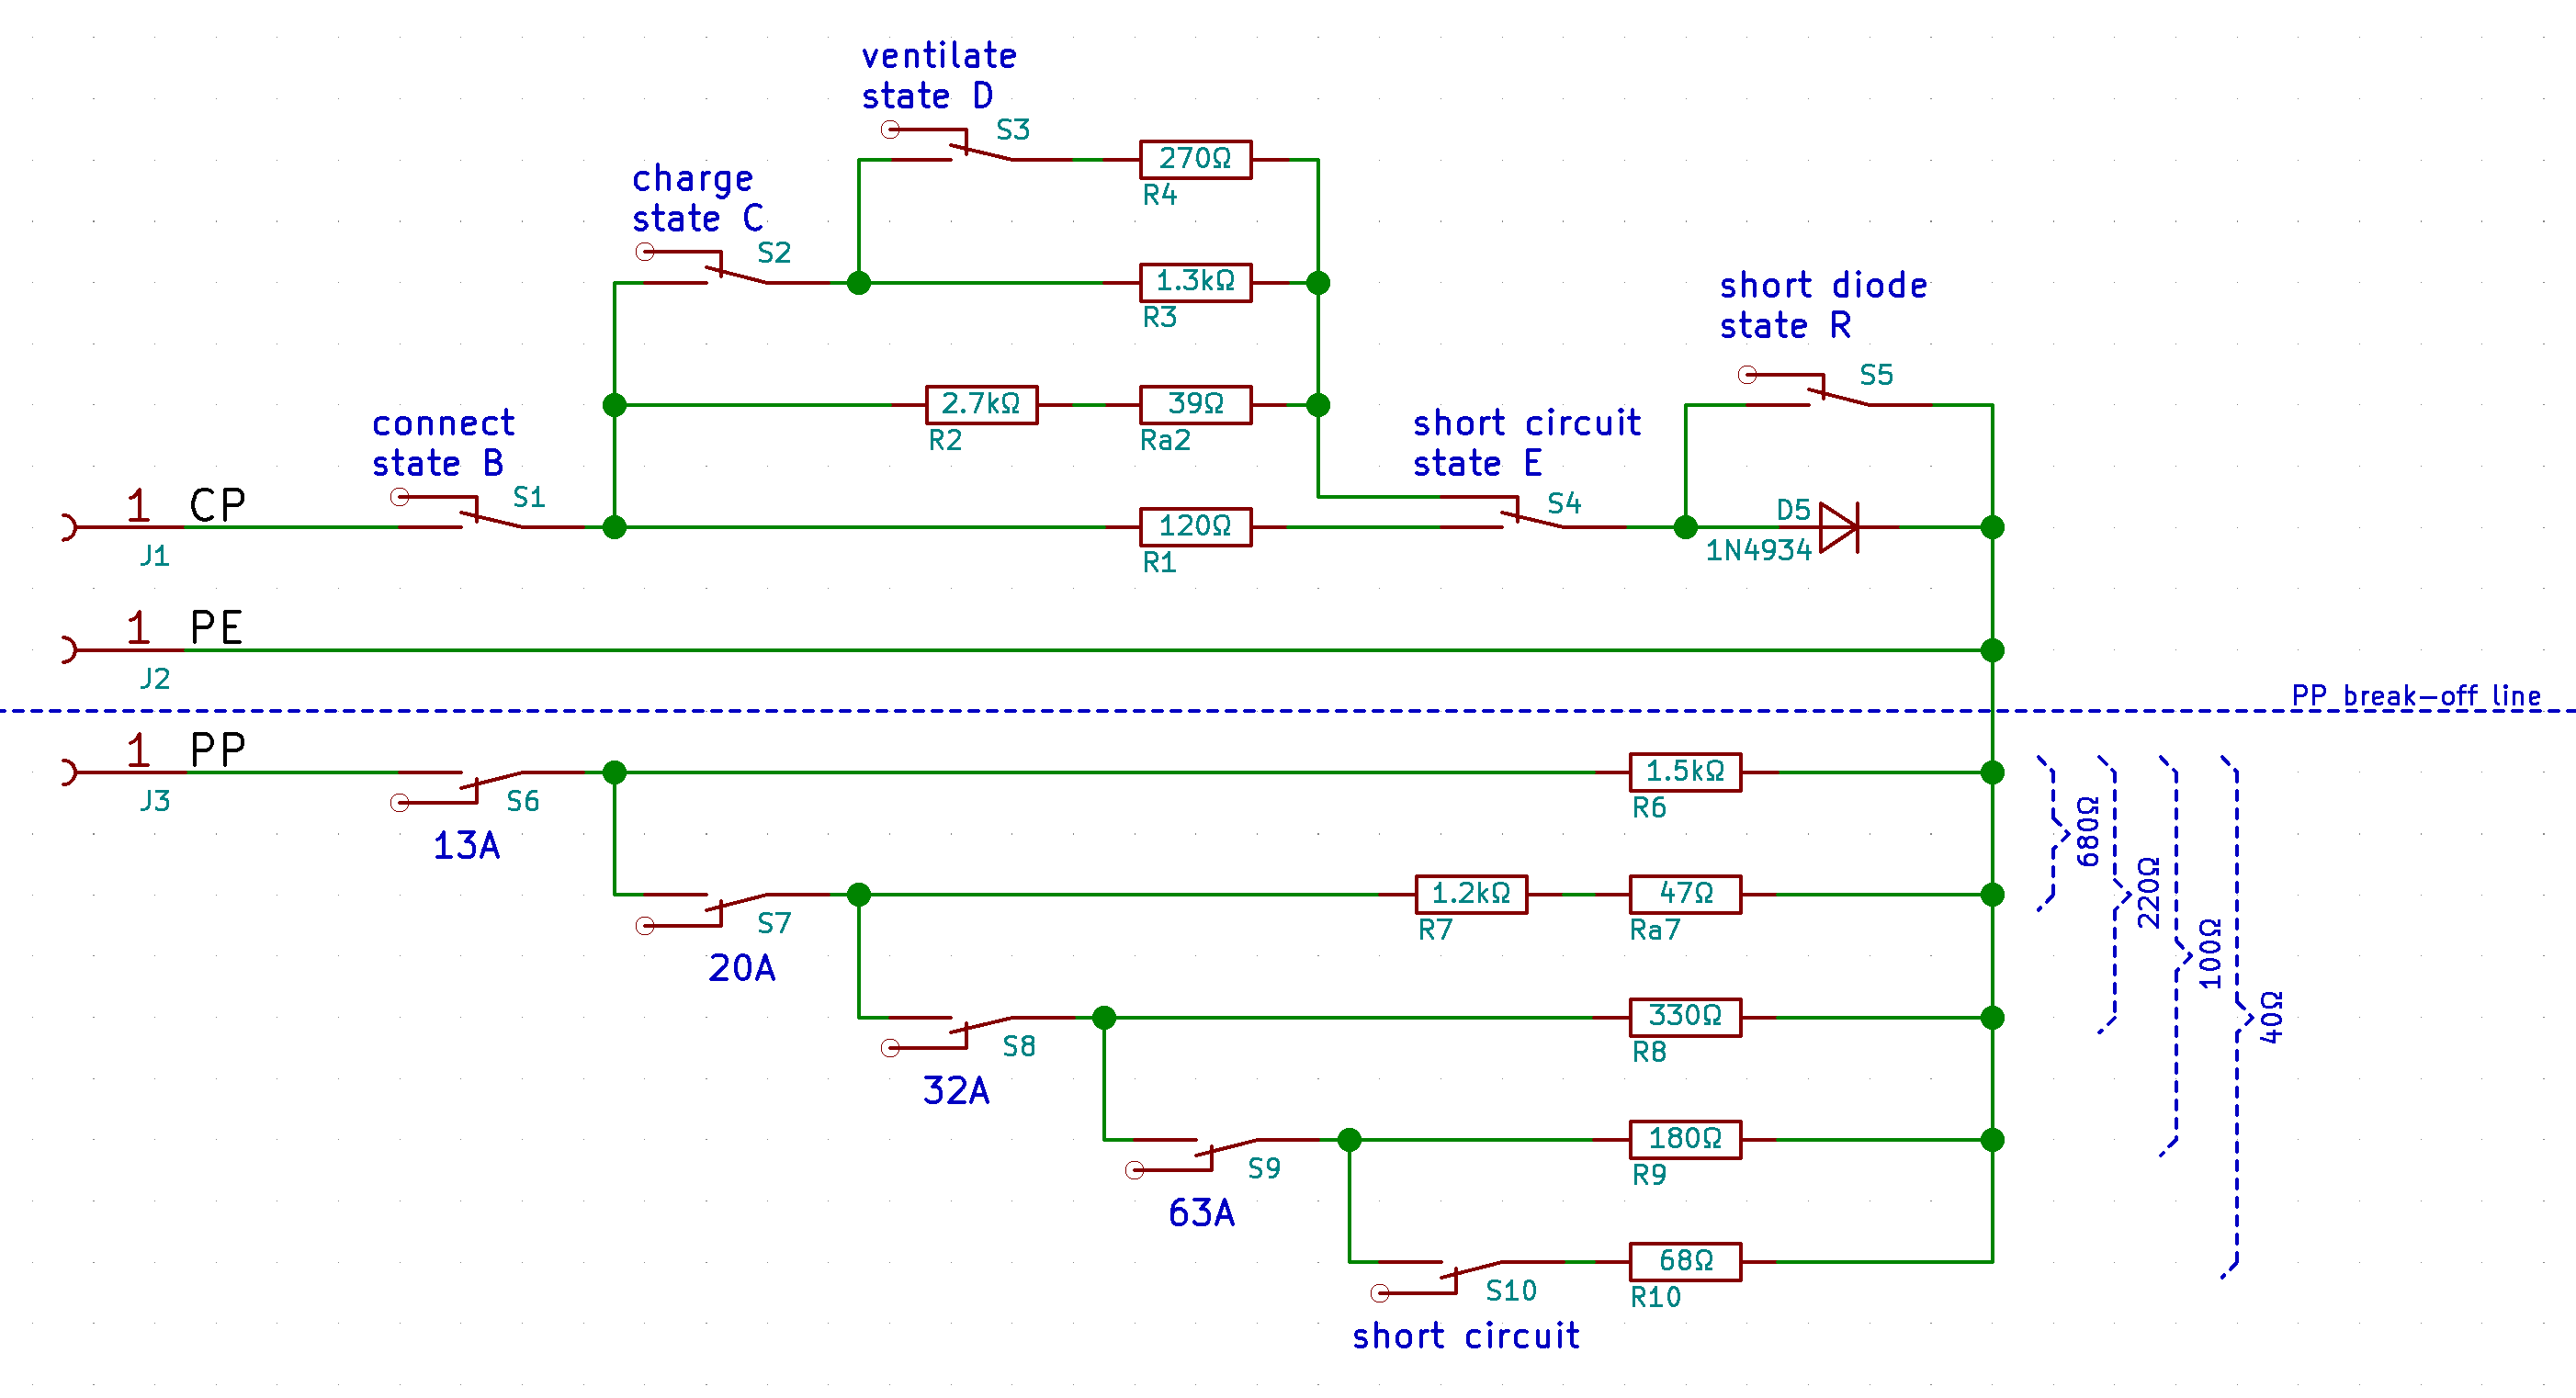 ventilate
state D
S3
270Ω
R4
charge
state C
S2
1.3kΩ
R3
short diode
state R
S5
2.7kΩ
R2
39Ω
Ra2
connect
state B
S1
short circuit
state E
S4
1 CP
J1
120Ω
R1
D5
1N4934
1 PE
J2
PP break-off line
1 PP
J3
S6
13A
1.5kΩ
R6
680Ω
S7
20A
1.2kΩ
R7
47Ω
Ra7
220Ω
S8
32A
330Ω
R8
100Ω
S9
63A
180Ω
R9
40Ω
S10
short circuit
68Ω
R10